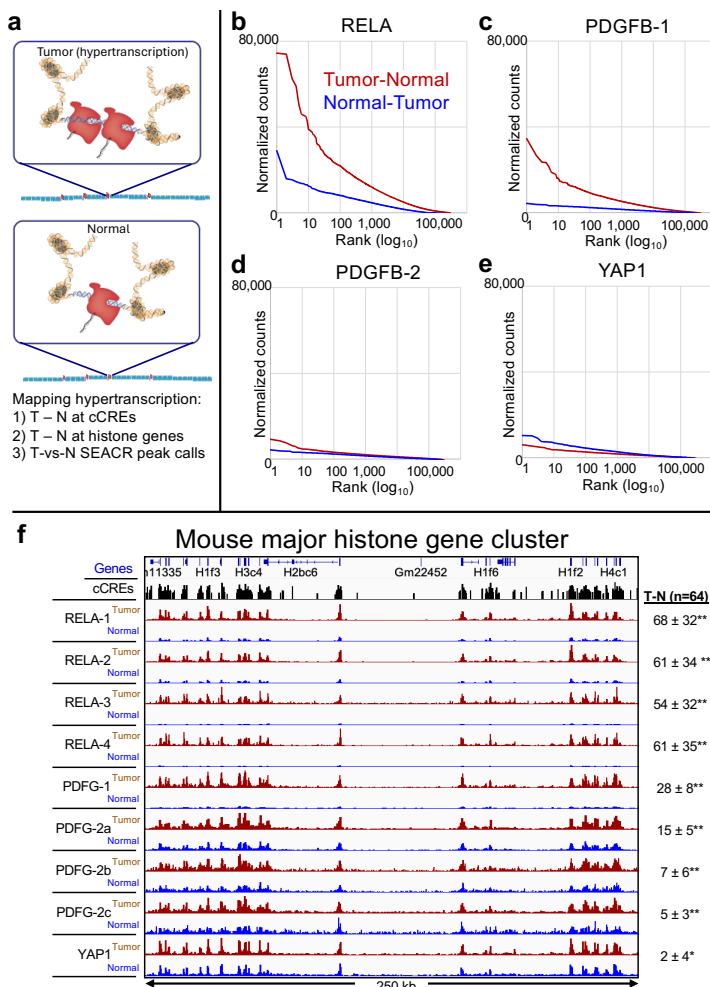 a
Tumor (hypertranscription)
Normal
Mapping hypertranscription:
1) T – N at cCREs
2) T – N at histone genes
3) T-vs-N SEACR peak calls
b
RELA
80,000
Normalized counts
0
Tumor-Normal
Normal-Tumor
1 10 100 1,000 100,000
Rank (log10)
c
PDGFB-1
80,000
Normalized counts
0
1 10 100 1,000 100,000
Rank (log10)
d
PDGFB-2
80,000
Normalized counts
0
1 10 100 1,000 100,000
Rank (log10)
e
YAP1
80,000
Normalized counts
0
1 10 100 1,000 100,000
Rank (log10)
f
Mouse major histone gene cluster
Genes
11335 H1f3 H3c4 H2bc6 Gm22452 H1f6 H1f2 H4c1
cCREs
T-N (n=64)
RELA-1 Tumor 68 ± 32**
Normal
RELA-2 Tumor 61 ± 34 **
Normal
RELA-3 Tumor 54 ± 32**
Normal
RELA-4 Tumor 61 ± 35**
Normal
PDFG-1 Tumor 28 ± 8**
Normal
PDFG-2a Tumor 15 ± 5**
Normal
PDFG-2b Tumor 7 ± 6**
Normal
PDFG-2c Tumor 5 ± 3**
Normal
YAP1 Tumor 2 ± 4*
Normal
250 kb